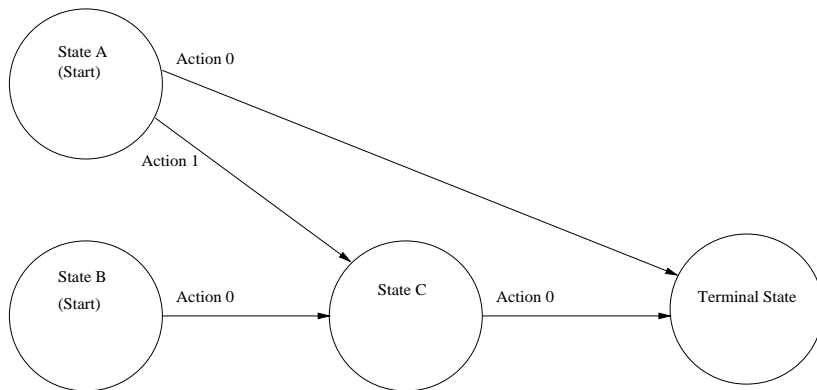 State A
(Start)
Action 0
Action 1
State B
(Start)
Action 0
State C
Action 0
Terminal State